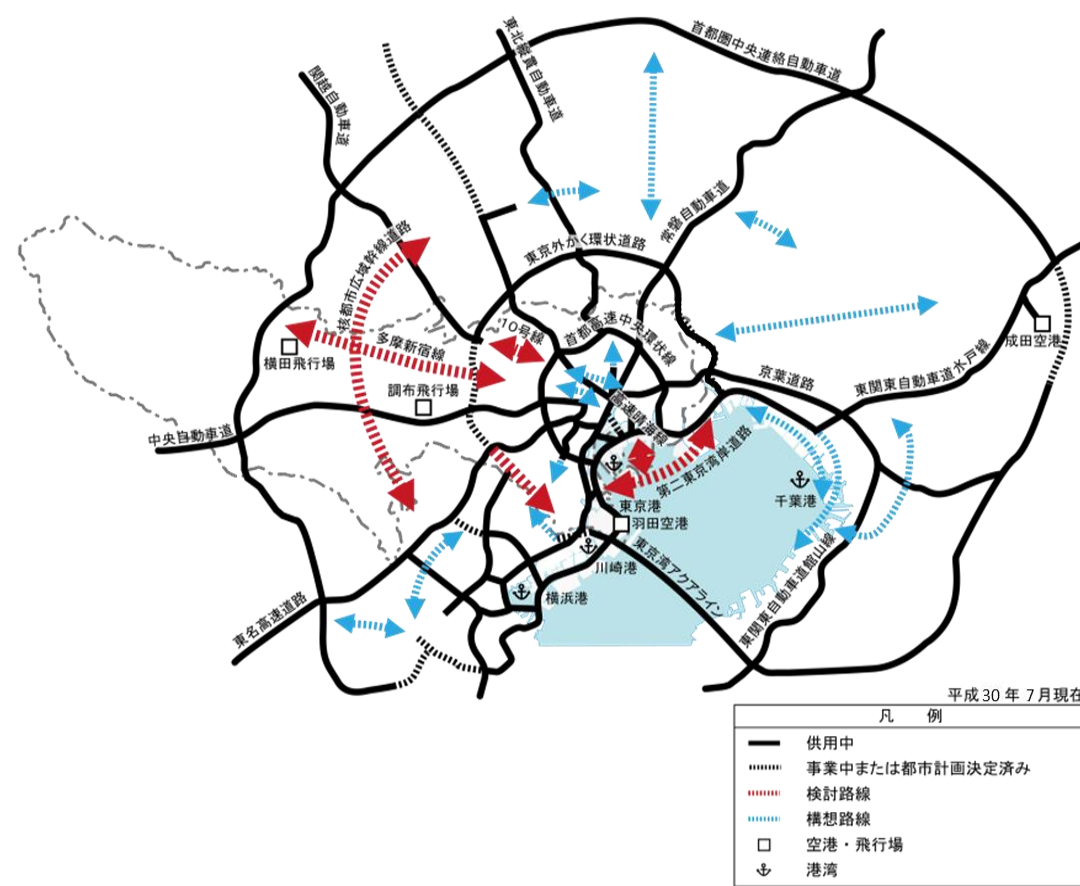 首都圏中央連絡自動車道
東北縦貫自動車道
関越自動車道
常磐自動車道
東京外かく環状道路
核都市広域幹線道路
10号線
首都高速中央環状線
多摩新宿線
横田飛行場
調布飛行場
成田空港
京葉道路
東関東自動車道水戸線
中央自動車道
高速晴海線
第二東京湾岸道路
千葉港
東京港
羽田空港
川崎港
東京湾アクアライン
横浜港
東関東自動車道館山線
東名高速道路
平成30年7月現在
凡 例
供用中
事業中または都市計画決定済み
検討路線
構想路線
空港・飛行場
港湾